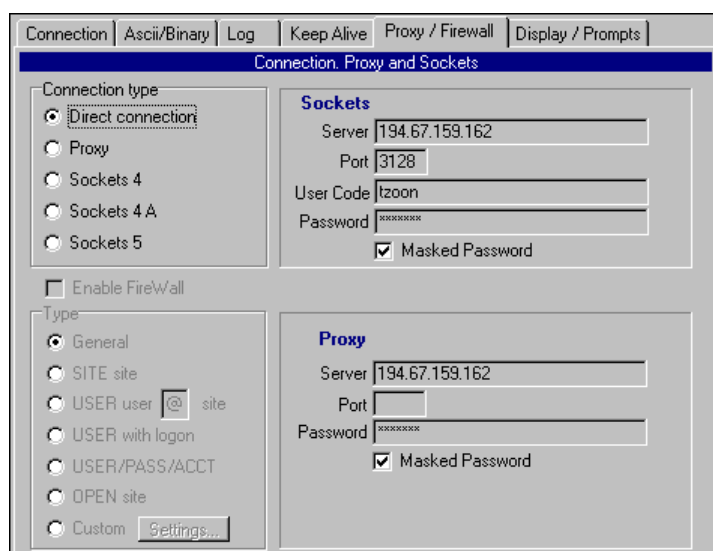 Connection Ascii/Binary Log Keep Alive Proxy / Firewall Display / Prompts
Connection. Proxy and Sockets
Connection type
Direct connection
Proxy
Sockets 4
Sockets 4 A
Sockets 5
Sockets
Server 194.67.159.162
Port 3128
User Code tzoon
Password *******
Masked Password
Enable FireWall
Type
General
SITE site
USER user @ site
USER with logon
USER/PASS/ACCT
OPEN site
Custom Settings...
Proxy
Server 194.67.159.162
Port
Password *******
Masked Password